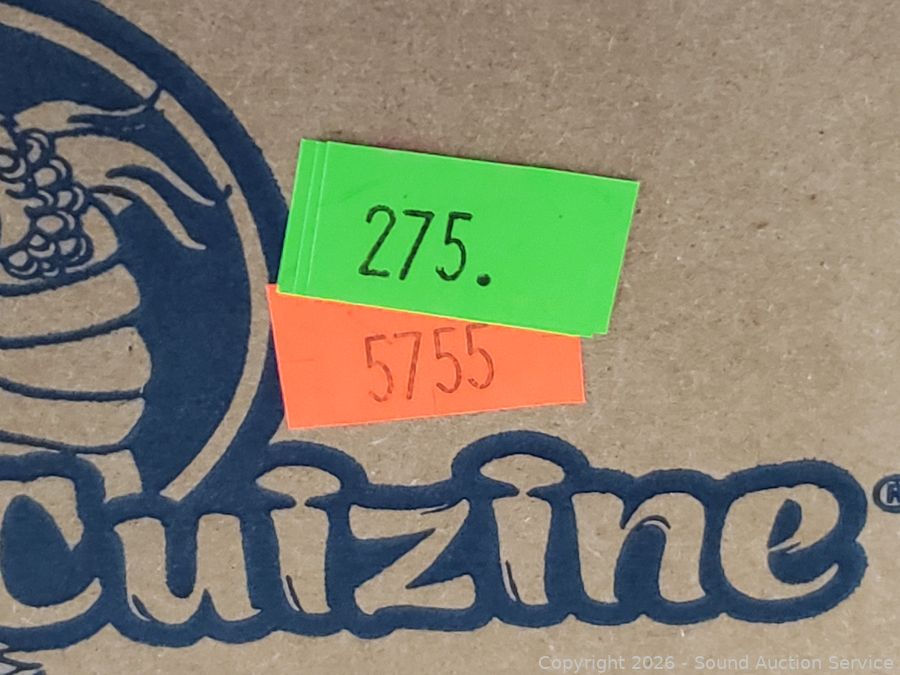 275.
5755
Cuizine®
Copyright 2026 - Sound Auction Service